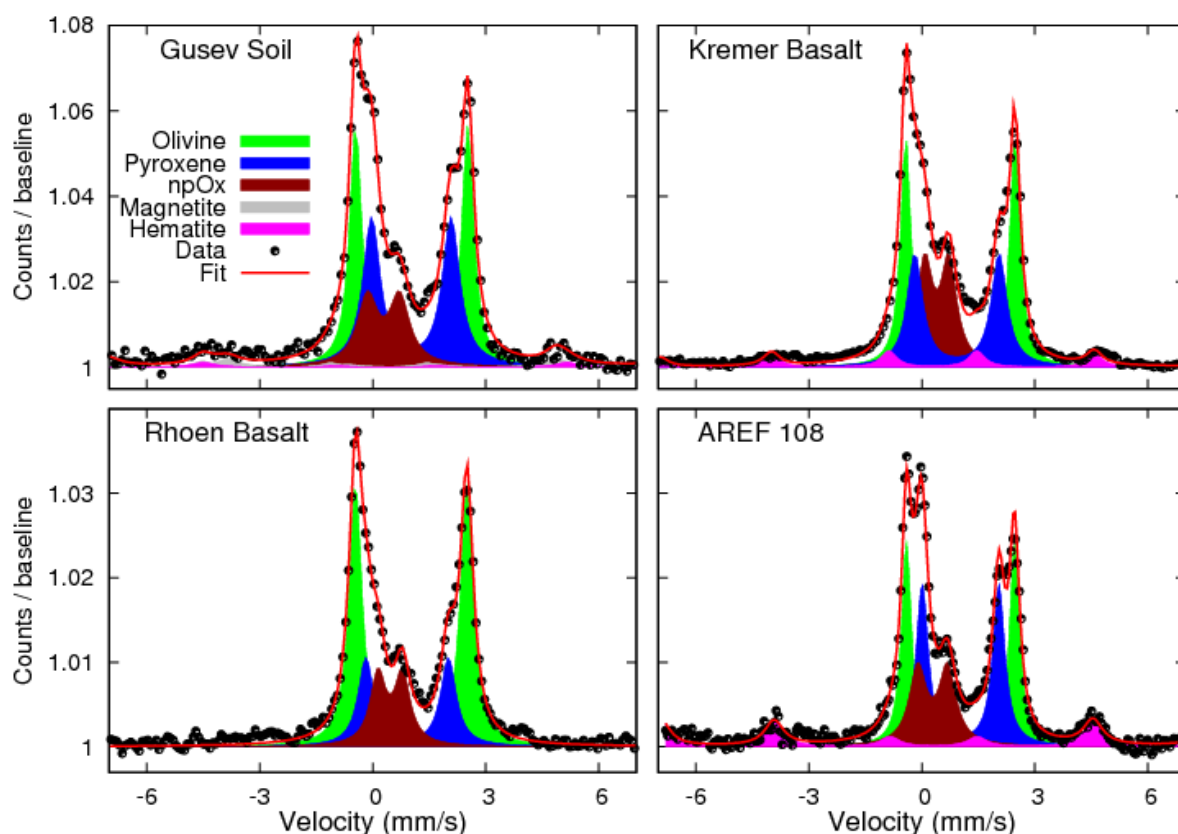 Gusev Soil
Kremer Basalt
Olivine
Pyroxene
npOx
Magnetite
Hematite
Data
Fit
Counts / baseline
1.08
1.06
1.04
1.02
1
Rhoen Basalt
AREF 108
Counts / baseline
1.03
1.02
1.01
1
-6 -3 0 3 6
-6 -3 0 3 6
Velocity (mm/s)
Velocity (mm/s)